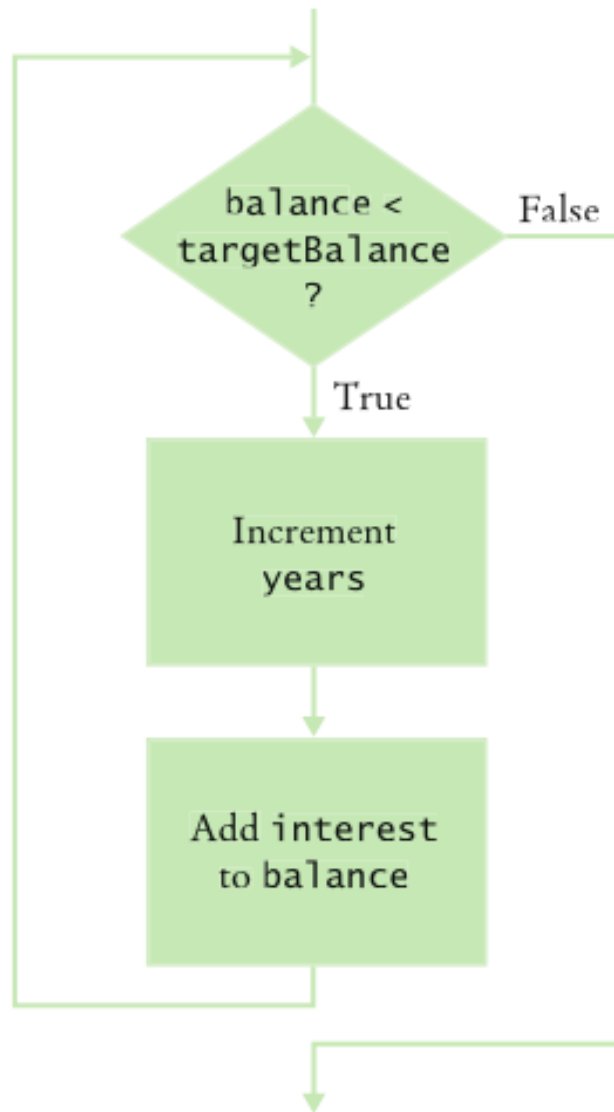 balance <
targetBalance
?
False
True
Increment
years
Add interest
to balance